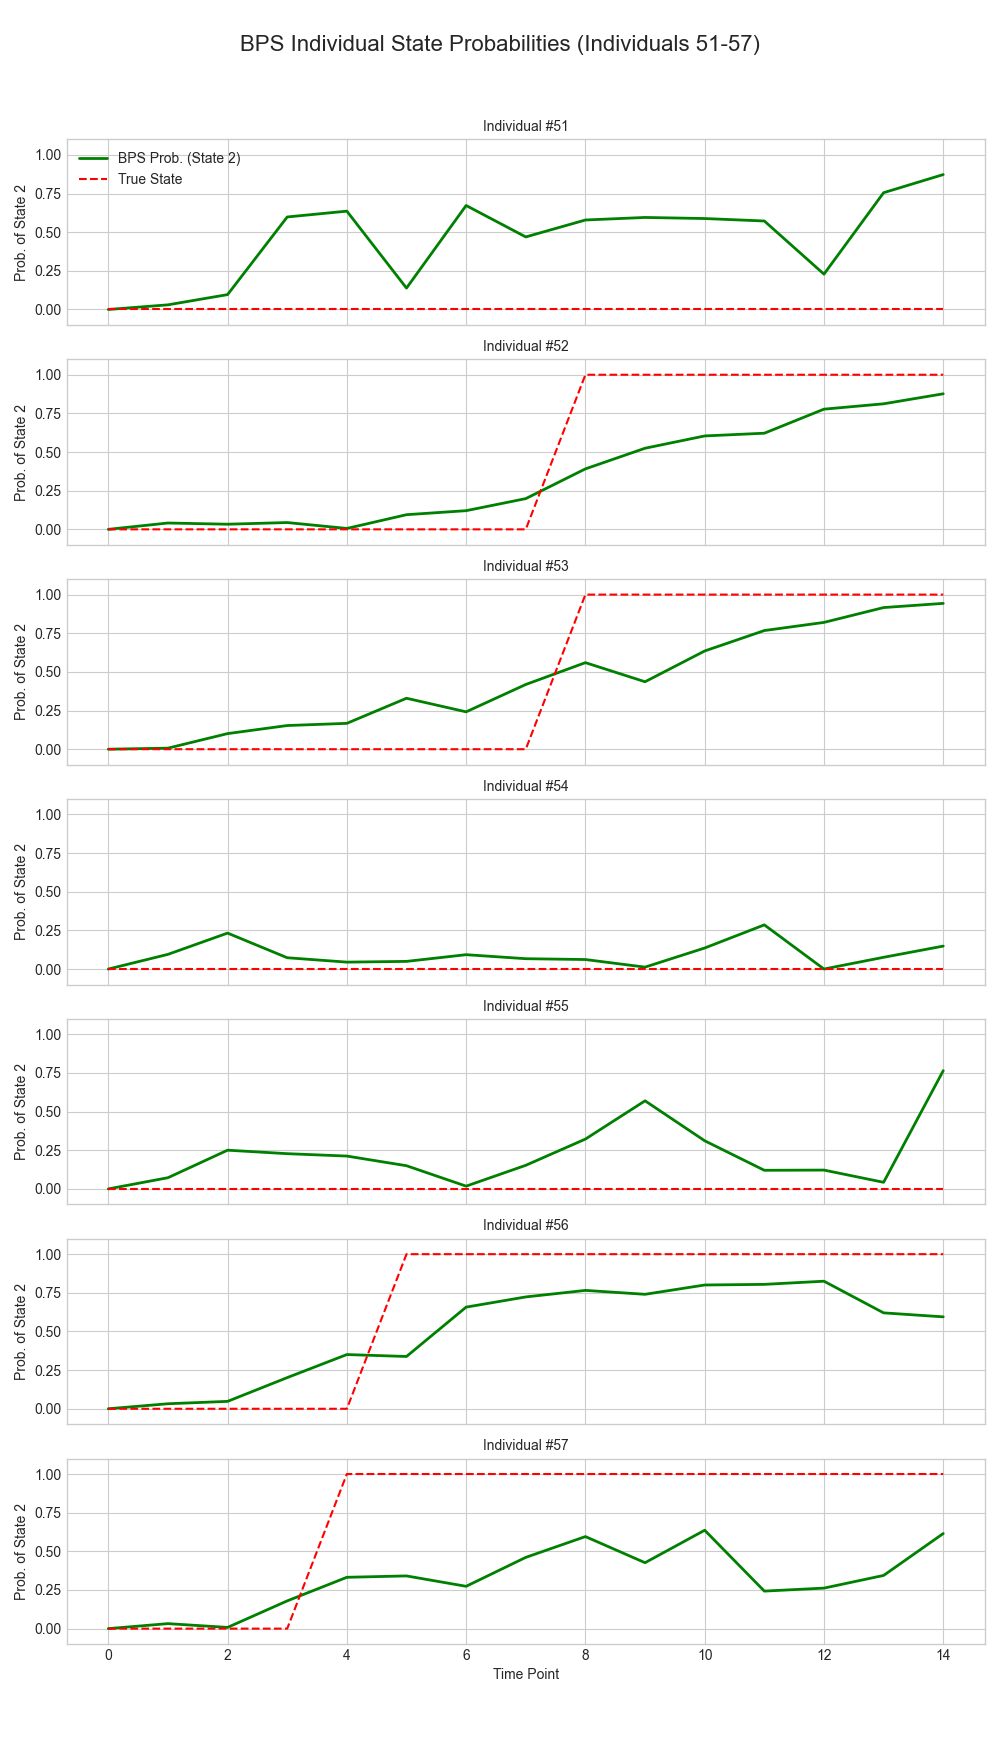 BPS Individual State Probabilities (Individuals 51-57)
Individual #51
BPS Prob. (State 2)
True State
Prob. of State 2
1.00
0.75
0.50
0.25
0.00
Individual #52
Prob. of State 2
1.00
0.75
0.50
0.25
0.00
Individual #53
Prob. of State 2
1.00
0.75
0.50
0.25
0.00
Individual #54
Prob. of State 2
1.00
0.75
0.50
0.25
0.00
Individual #55
Prob. of State 2
1.00
0.75
0.50
0.25
0.00
Individual #56
Prob. of State 2
1.00
0.75
0.50
0.25
0.00
Individual #57
Prob. of State 2
1.00
0.75
0.50
0.25
0.00
0 2 4 6 8 10 12 14
Time Point